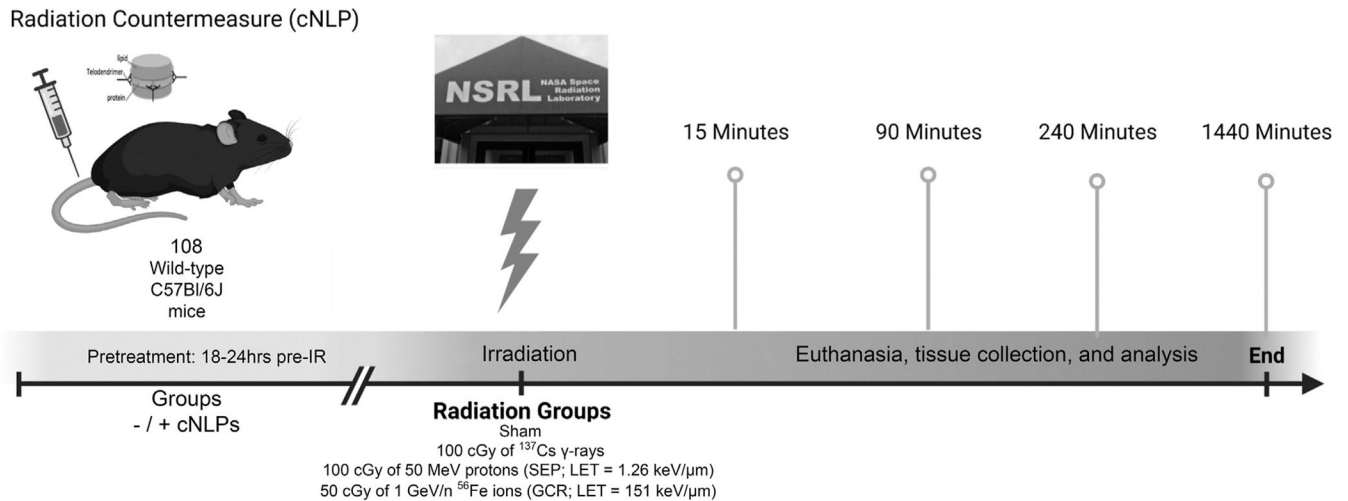 Radiation Countermeasure (cNLP)
lipid
Telodendrimer
protein
108
Wild-type
C57Bl/6J
mice
NSRL NASA Space
Radiation
Laboratory
15 Minutes
90 Minutes
240 Minutes
1440 Minutes
Pretreatment: 18-24hrs pre-IR
Irradiation
Euthanasia, tissue collection, and analysis
End
Groups
- / + cNLPs
Radiation Groups
Sham
100 cGy of ¹³⁷Cs γ-rays
100 cGy of 50 MeV protons (SEP; LET = 1.26 keV/μm)
50 cGy of 1 GeV/n ⁵⁶Fe ions (GCR; LET = 151 keV/μm)